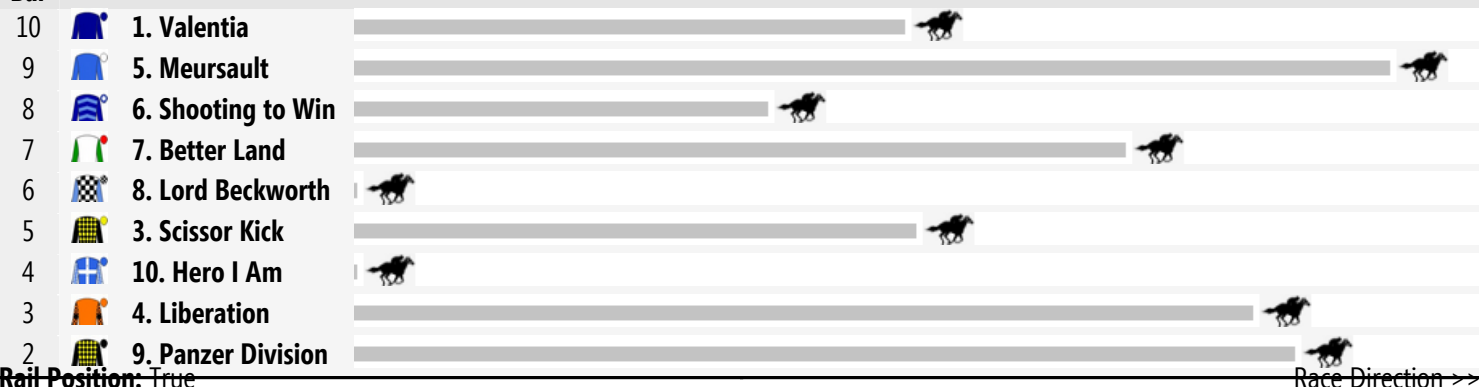 10 1. Valentia
9 5. Meursault
8 6. Shooting to Win
7 7. Better Land
6 8. Lord Beckworth
5 3. Scissor Kick
4 10. Hero I Am
3 4. Liberation
2 9. Panzer Division
Rail Position: True Race Direction >>